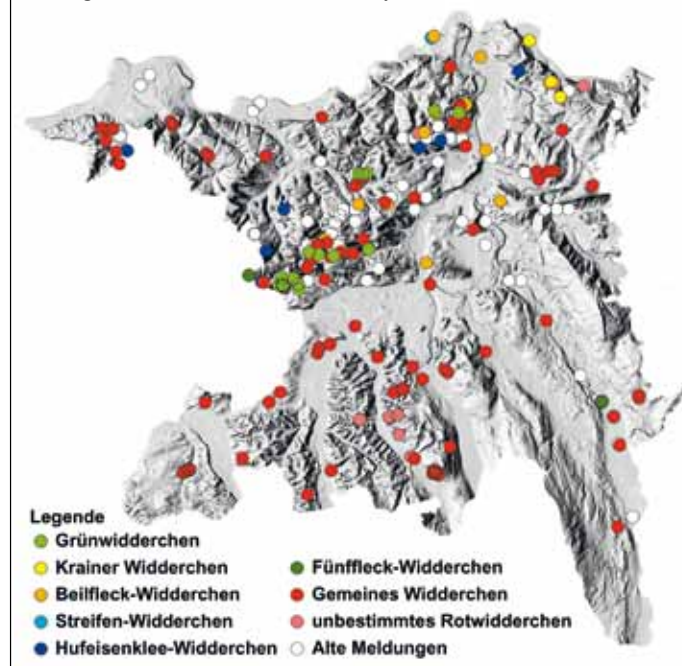 Legende
Grünwidderchen
Krainer Widderchen
Beilfleck-Widderchen
Streifen-Widderchen
Hufeisenklee-Widderchen
Fünffleck-Widderchen
Gemeines Widderchen
unbestimmtes Rotwidderchen
Alte Meldungen